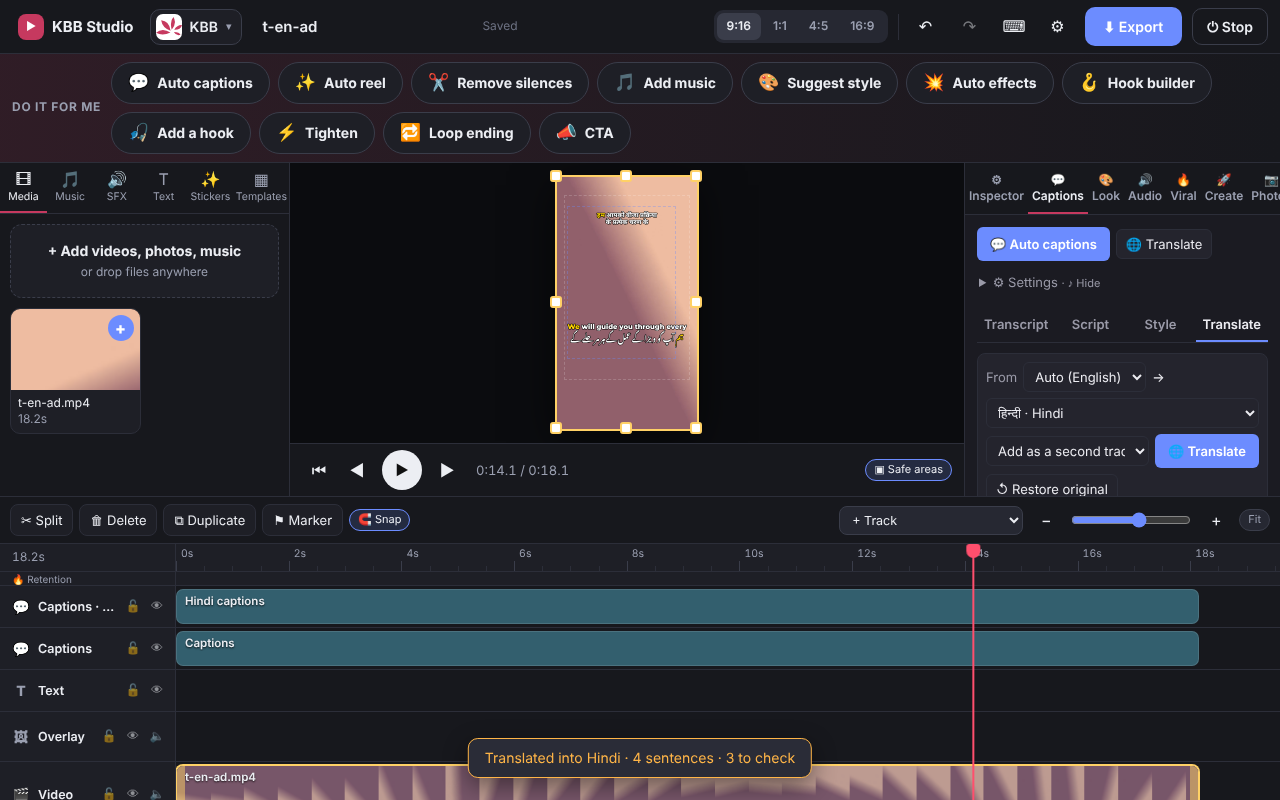 KBB Studio
KBB ▾
t-en-ad
Saved
9:16 1:1 4:5 16:9
⬇ Export
⏻ Stop
DO IT FOR ME
💬 Auto captions
✨ Auto reel
✂️ Remove silences
🎵 Add music
🎨 Suggest style
💥 Auto effects
🪝 Hook builder
🎣 Add a hook
⚡ Tighten
🔁 Loop ending
📣 CTA
Media Music SFX Text Stickers Templates
+ Add videos, photos, music
or drop files anywhere
t-en-ad.mp4
18.2s
We will guide you through every
0:14.1 / 0:18.1
▣ Safe areas
Inspector Captions Look Audio Viral Create
💬 Auto captions
🌐 Translate
▶ ⚙ Settings · ♪ Hide
Transcript Script Style Translate
From Auto (English) →
हिन्दी · Hindi
Add as a second
🌐 Translate
↺ Restore original
✂ Split
🗑 Delete
⧉ Duplicate
⚑ Marker
🧲 Snap
+ Track
− +
Fit
18.2s
0s 2s 4s 6s 8s 10s 12s 16s 18s
🔥 Retention
💬 Captions · ...
Hindi captions
💬 Captions
Captions
T Text
Overlay
Translated into Hindi · 4 sentences · 3 to check
Video
t-en-ad.mp4